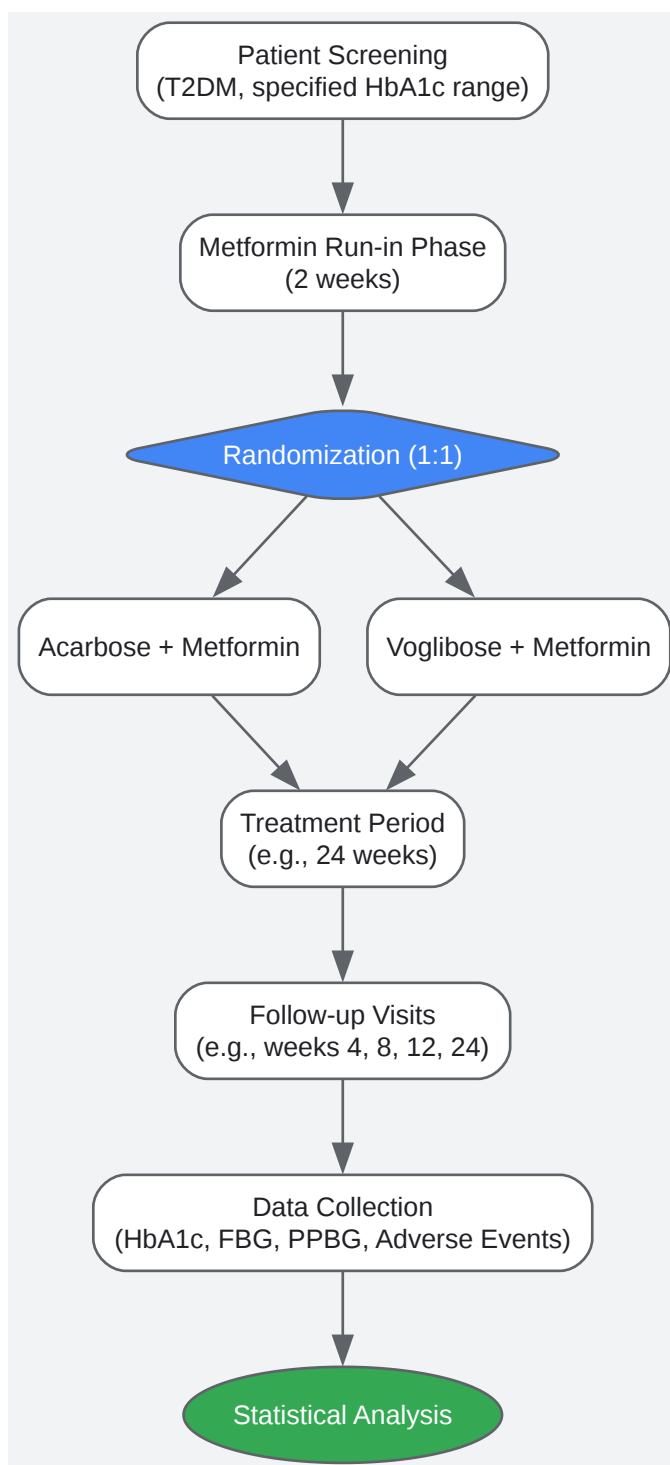 Patient Screening
(T2DM, specified HbA1c range)
Metformin Run-in Phase
(2 weeks)
Randomization (1:1)
Acarbose + Metformin
Voglibose + Metformin
Treatment Period
(e.g., 24 weeks)
Follow-up Visits
(e.g., weeks 4, 8, 12, 24)
Data Collection
(HbA1c, FBG, PPBG, Adverse Events)
Statistical Analysis